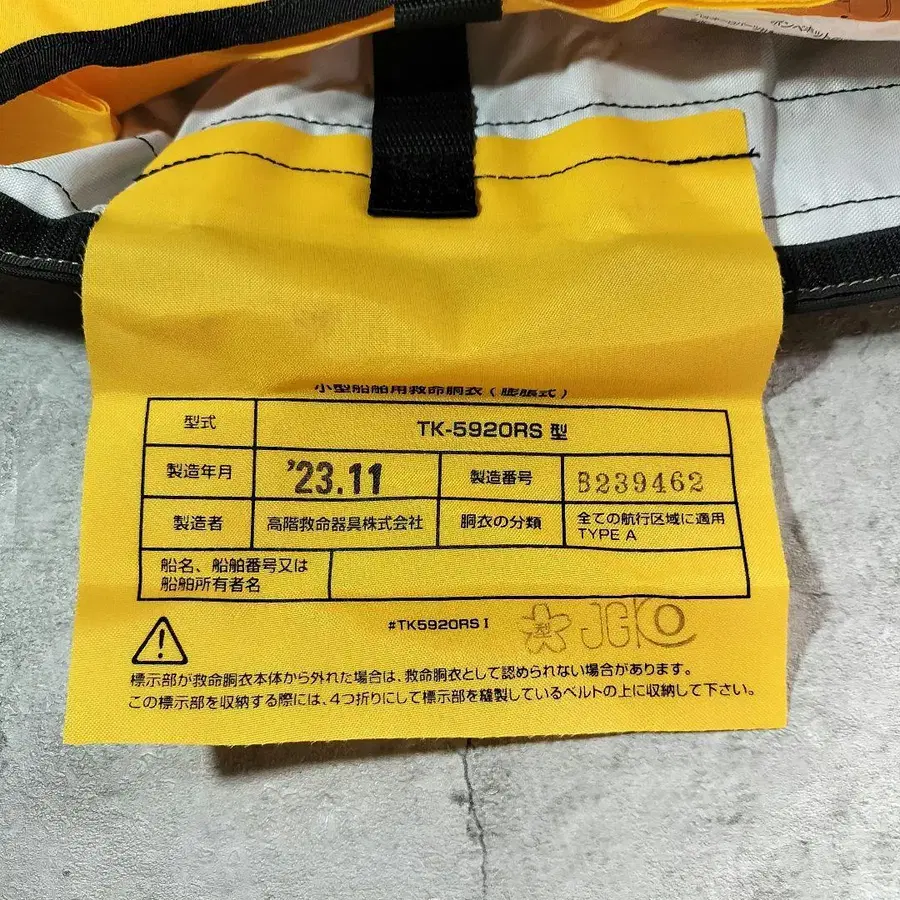 小型船舶用救命胴衣(膨脹式)
型式
TK-5920RS 型
製造年月
'23.11
製造番号
B239462
製造者
高階救命器具株式会社
胴衣の分類
全ての航行区域に適用
TYPE A
船名、船舶番号又は
船舶所有者名
#TK5920RS I
型 JCI
標示部が救命胴衣本体から外れた場合は、救命胴衣として認められない場合があります。
この標示部を収納する際には、4つ折りにして標示部を縫製しているベルトの上に収納して下さい。